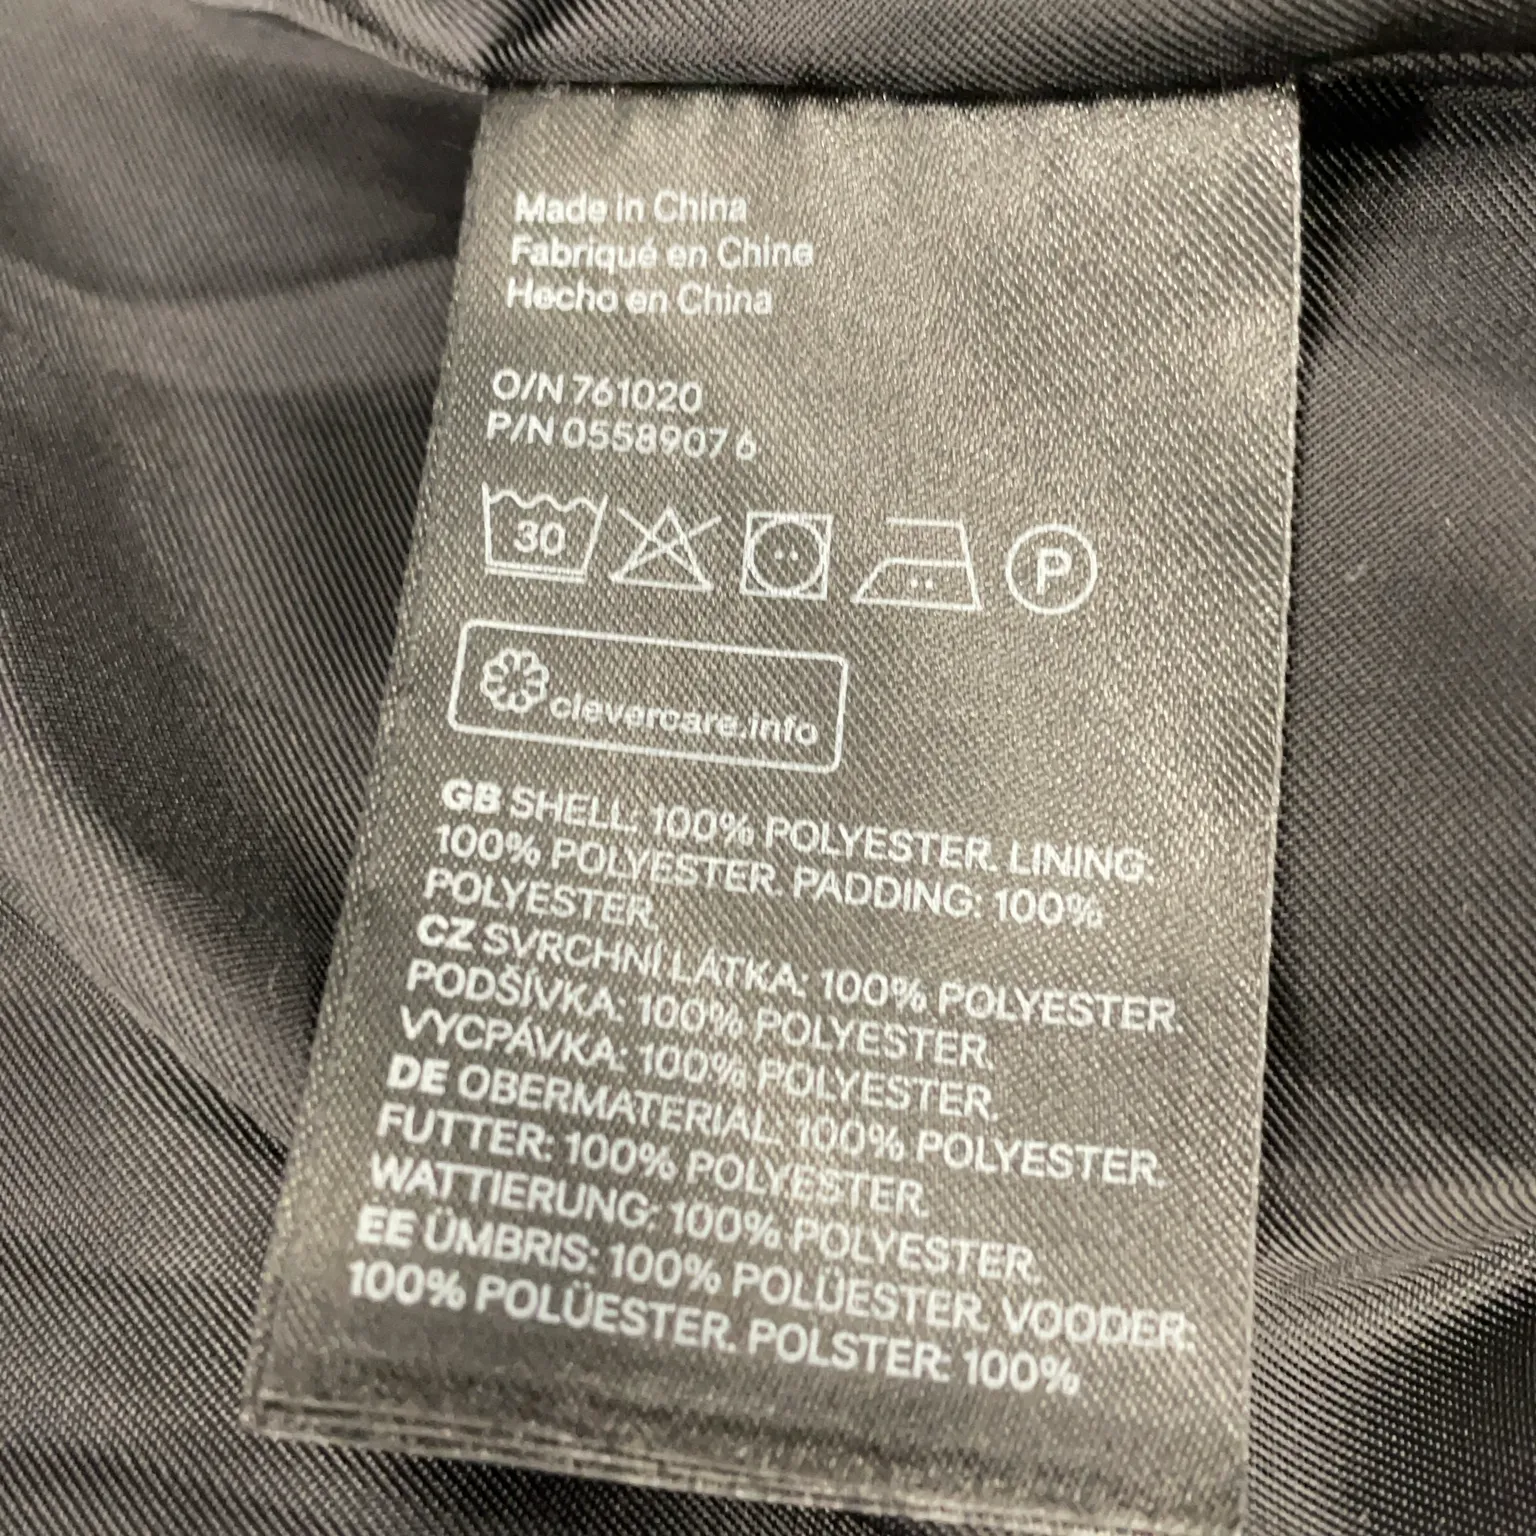 Made in China
Fabriqué en Chine
Hecho en China
O/N 761020
P/N 0558907 6
30
P
clevercare.info
GB SHELL: 100% POLYESTER. LINING:
100% POLYESTER. PADDING: 100%
POLYESTER.
CZ SVRCHNÍ LÁTKA: 100% POLYESTER.
PODŠÍVKA: 100% POLYESTER.
VYCPÁVKA: 100% POLYESTER.
DE OBERMATERIAL: 100% POLYESTER.
FUTTER: 100% POLYESTER.
WATTIERUNG: 100% POLYESTER.
EE ÜMBRIS: 100% POLÜESTER. VOODER:
100% POLÜESTER. POLSTER: 100%